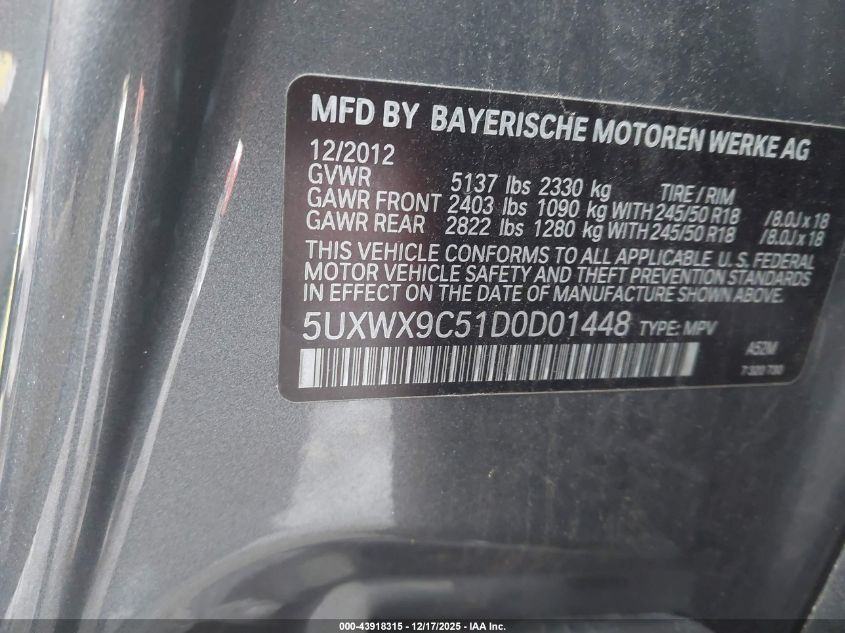 MFD BY BAYERISCHE MOTOREN WERKE AG
12/2012
GVWR 5137 lbs 2330 kg TIRE / RIM
GAWR FRONT 2403 lbs 1090 kg WITH 245/50 R18 /8.0J x 18
GAWR REAR 2822 lbs 1280 kg WITH 245/50 R18 /8.0J x 18
THIS VEHICLE CONFORMS TO ALL APPLICABLE U.S. FEDERAL
MOTOR VEHICLE SAFETY AND THEFT PREVENTION STANDARDS
IN EFFECT ON THE DATE OF MANUFACTURE SHOWN ABOVE.
5UXWX9C51D0D01448 TYPE: MPV
A52M
7 320 730
000-43918315 / 12/17/2025 - IAA Inc.